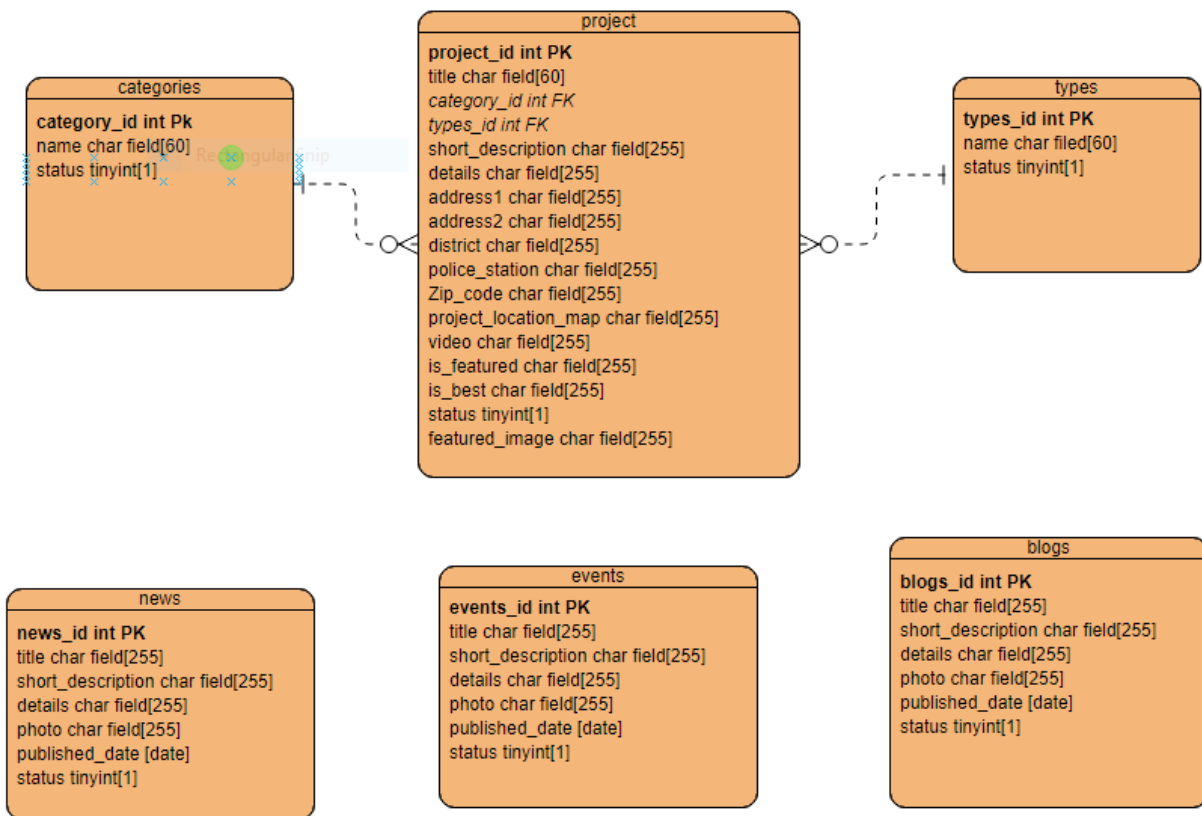 project
project_id int PK
title char field[60]
category_id int FK
types_id int FK
short_description char field[255]
details char field[255]
address1 char field[255]
address2 char field[255]
district char field[255]
police_station char field[255]
Zip_code char field[255]
project_location_map char field[255]
video char field[255]
is_featured char field[255]
is_best char field[255]
status tinyint[1]
featured_image char field[255]
categories
category_id int Pk
name char field[60]
status tinyint[1]
Rectangular Snip
types
types_id int PK
name char filed[60]
status tinyint[1]
news
news_id int PK
title char field[255]
short_description char field[255]
details char field[255]
photo char field[255]
published_date [date]
status tinyint[1]
events
events_id int PK
title char field[255]
short_description char field[255]
details char field[255]
photo char field[255]
published_date [date]
status tinyint[1]
blogs
blogs_id int PK
title char field[255]
short_description char field[255]
details char field[255]
photo char field[255]
published_date [date]
status tinyint[1]